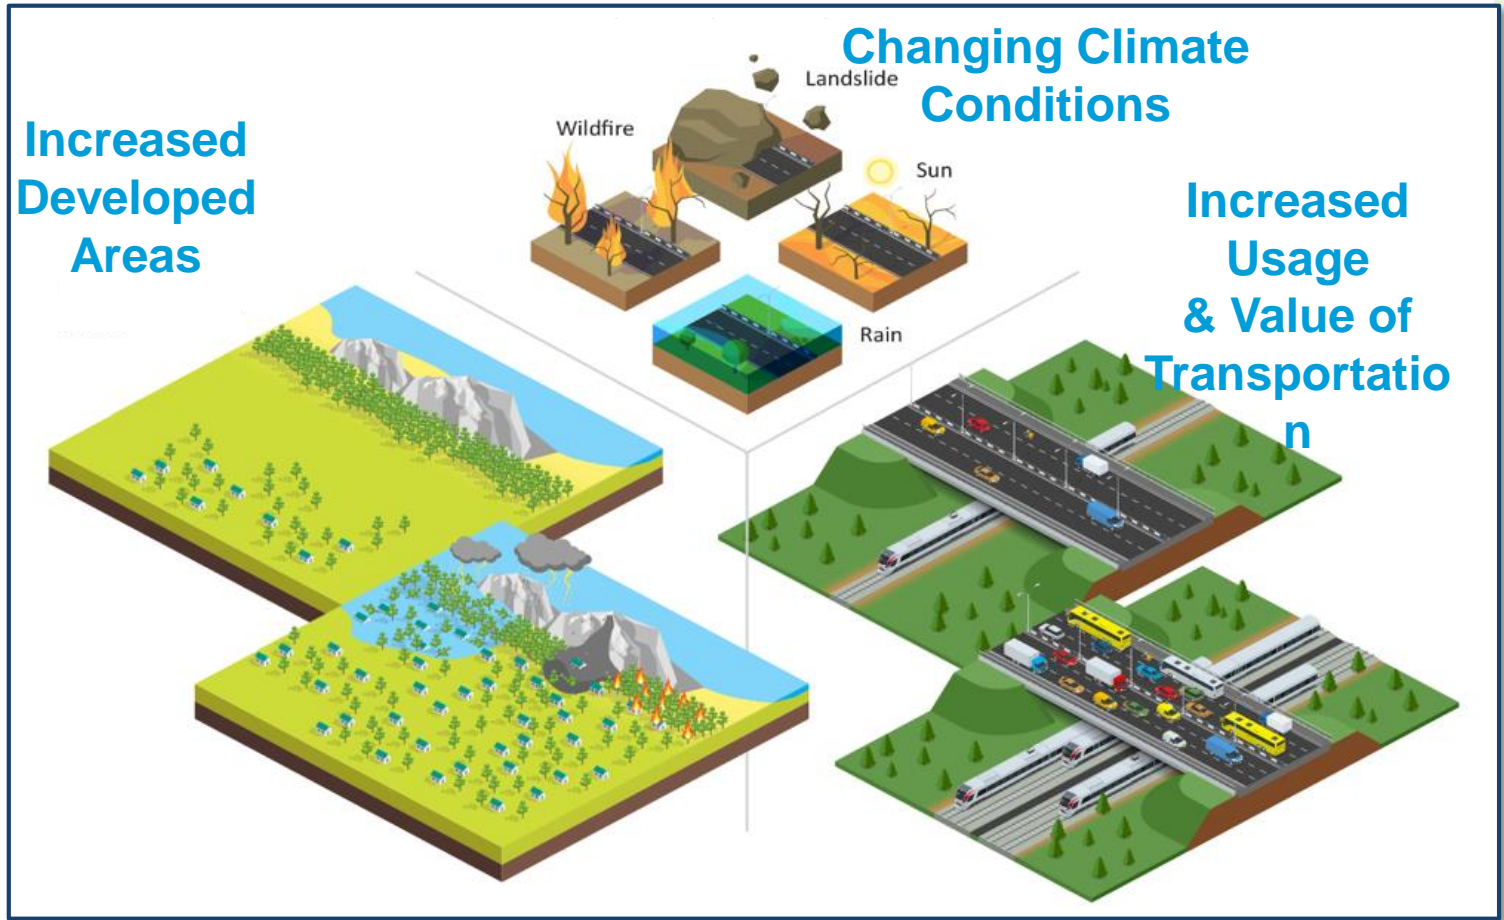 Changing Climate
Conditions
Landslide
Wildfire
Sun
Rain
Increased
Developed
Areas
Increased
Usage
& Value of
Transportatio
n